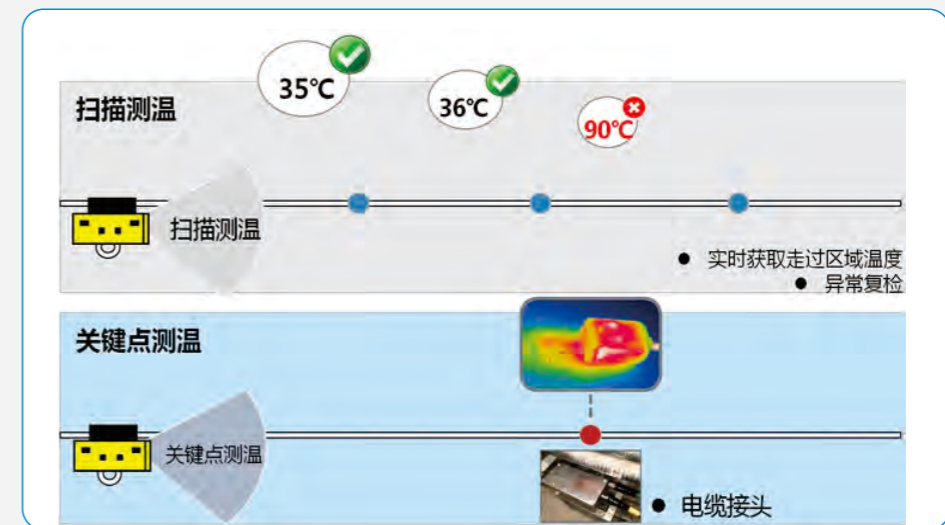 35℃
36℃
90℃
扫描测温
扫描测温
● 实时获取走过区域温度
● 异常复检
关键点测温
关键点测温
● 电缆接头